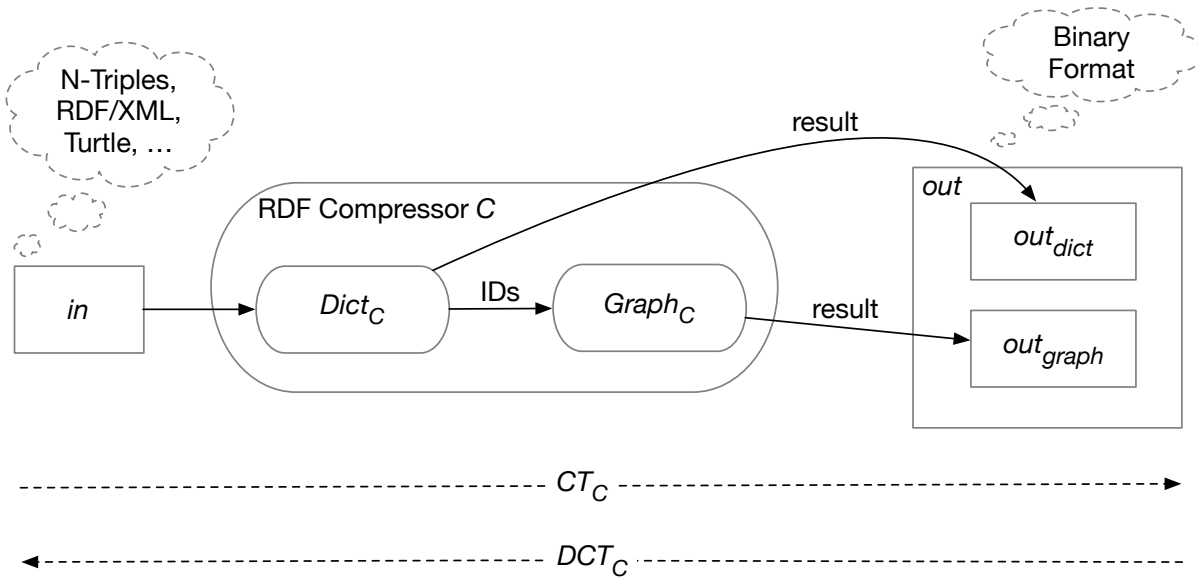 N-Triples,
RDF/XML,
Turtle, …
Binary
Format
result
out
RDF Compressor C
out_dict
in
Dict_C
IDs
Graph_C
result
out_graph
CT_C
DCT_C